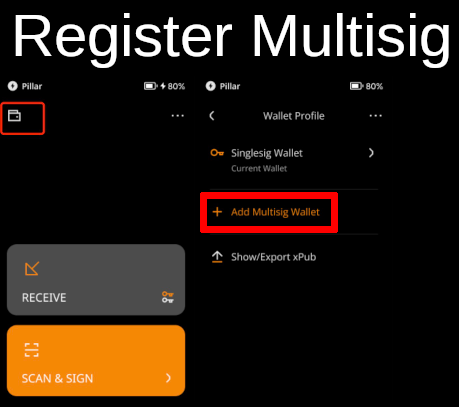 Register Multisig
Pillar 80%
RECEIVE
SCAN & SIGN
Pillar 80%
Wallet Profile
Singlesig Wallet
Current Wallet
Add Multisig Wallet
Show/Export xPub